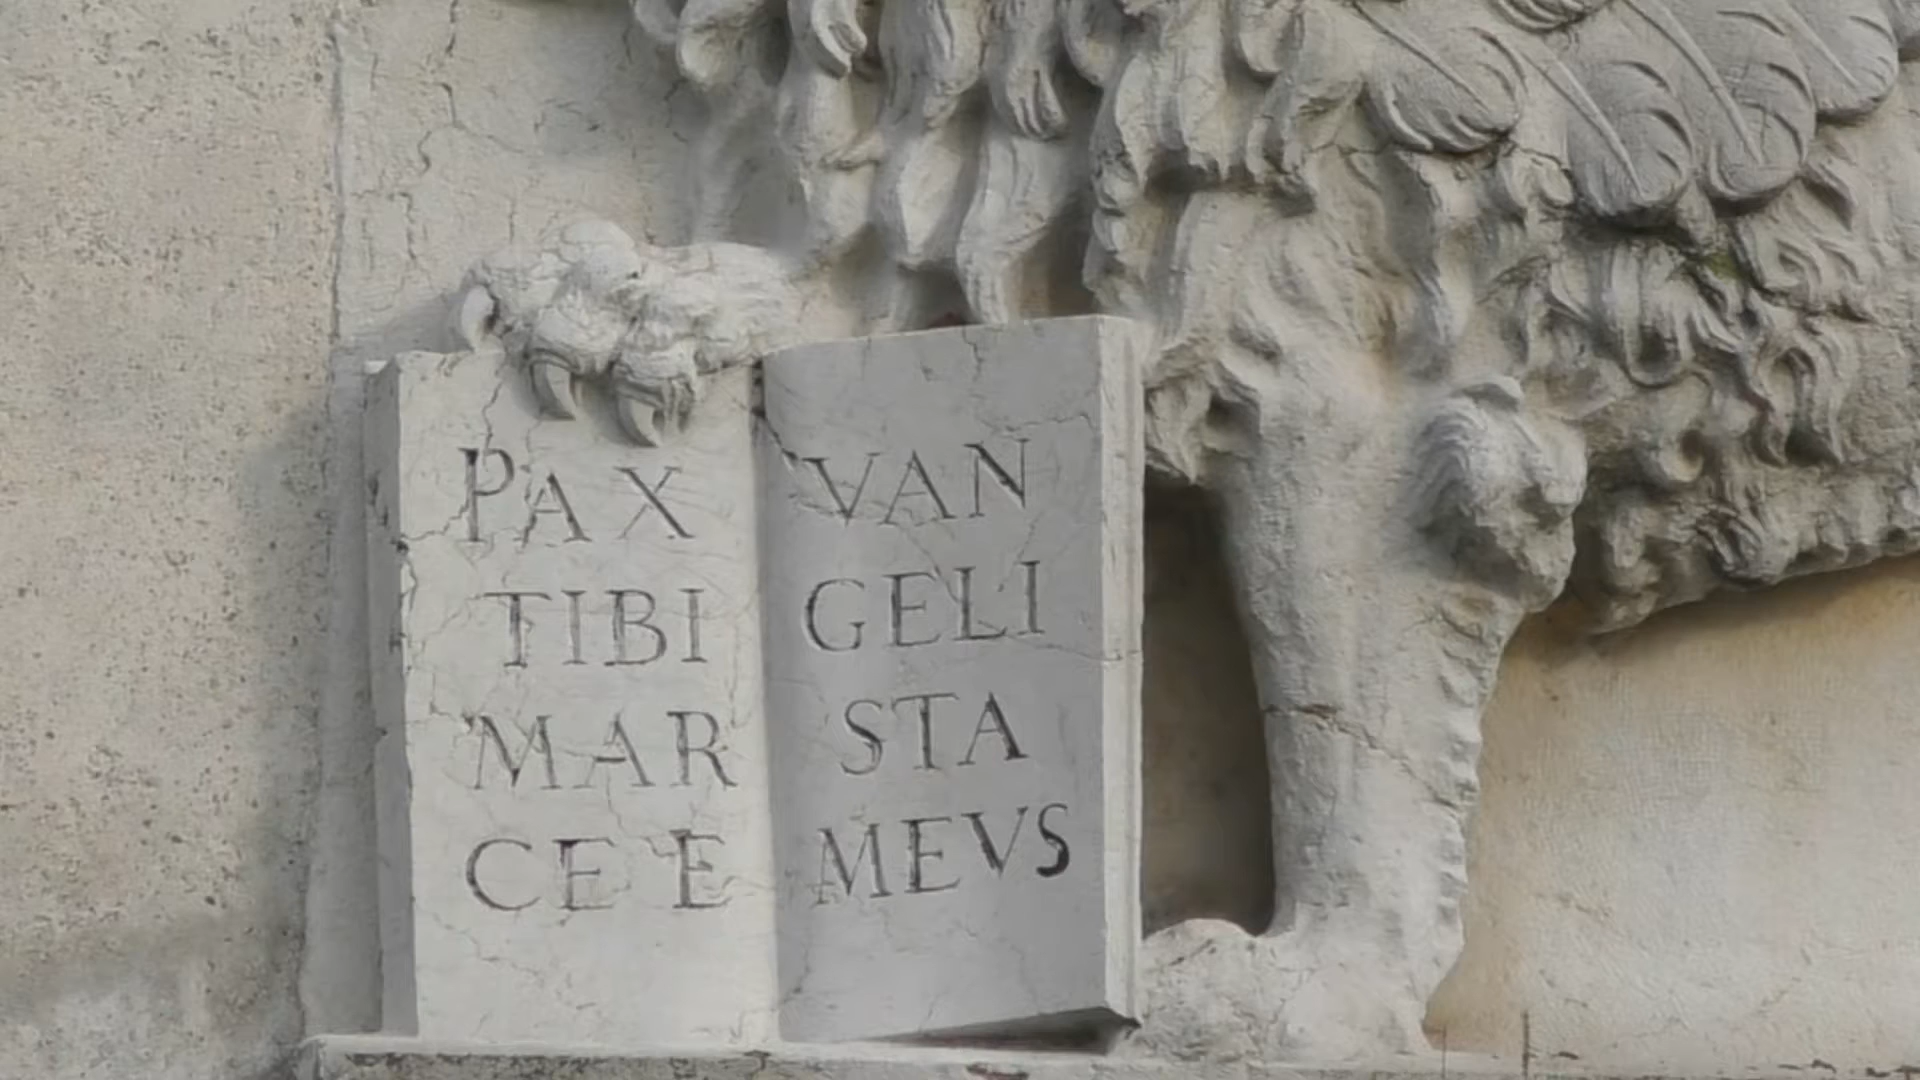 PAX
TIBI
MAR
CE E
VAN
GELI
STA
MEVS